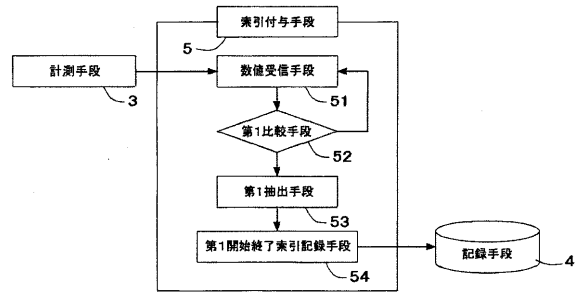 索引付与手段
5
計測手段
3
数値受信手段
51
第1比較手段
52
第1抽出手段
53
第1開始終了索引記録手段
54
記録手段
4